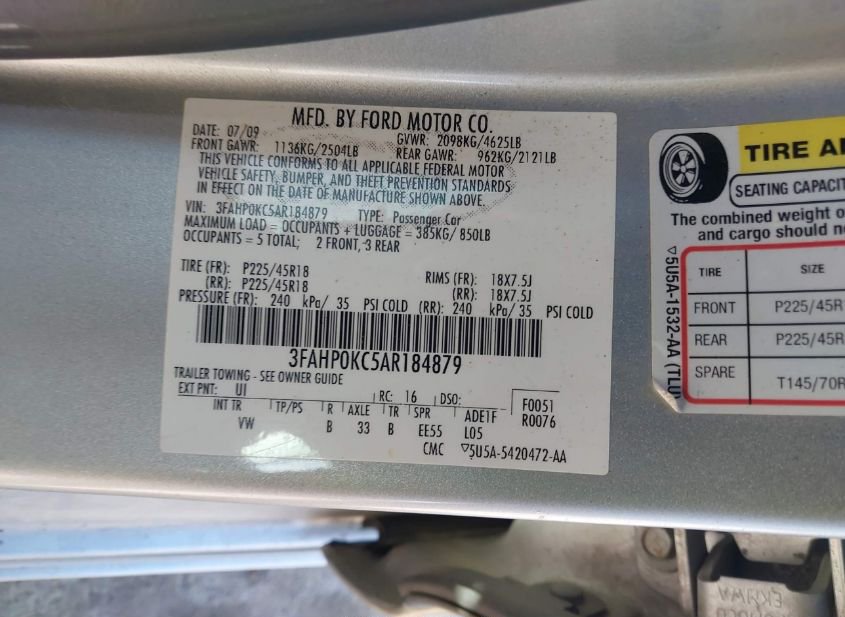 MFD. BY FORD MOTOR CO.
DATE: 07/09 GVWR: 2098KG/4625LB
FRONT GAWR: 1136KG/2504LB REAR GAWR: 962KG/2121LB
THIS VEHICLE CONFORMS TO ALL APPLICABLE FEDERAL MOTOR
VEHICLE SAFETY, BUMPER, AND THEFT PREVENTION STANDARDS
IN EFFECT ON THE DATE OF MANUFACTURE SHOWN ABOVE.
VIN: 3FAHP0KC5AR184879 TYPE: Passenger Car
MAXIMUM LOAD = OCCUPANTS + LUGGAGE = 385KG/ 850LB
OCCUPANTS = 5 TOTAL; 2 FRONT, 3 REAR
TIRE (FR): P225/45R18 RIMS (FR): 18X7.5J
(RR): P225/45R18 (RR): 18X7.5J
PRESSURE (FR): 240 kPa/ 35 PSI COLD (RR): 240 kPa/ 35 PSI COLD
3FAHP0KC5AR184879
TRAILER TOWING - SEE OWNER GUIDE
EXT PNT: UI RC: 16 DSO: F0051
R0076
INT TR TP/PS R AXLE TR SPR ADE1F
VW B 33 B EE55 L05
CMC ▽5U5A-5420472-AA
TIRE A
SEATING CAPACIT
The combined weight o
and cargo should n
▽5U5A-1532-AA (TLU)
TIRE SIZE
FRONT P225/45R
REAR P225/45R
SPARE T145/70R